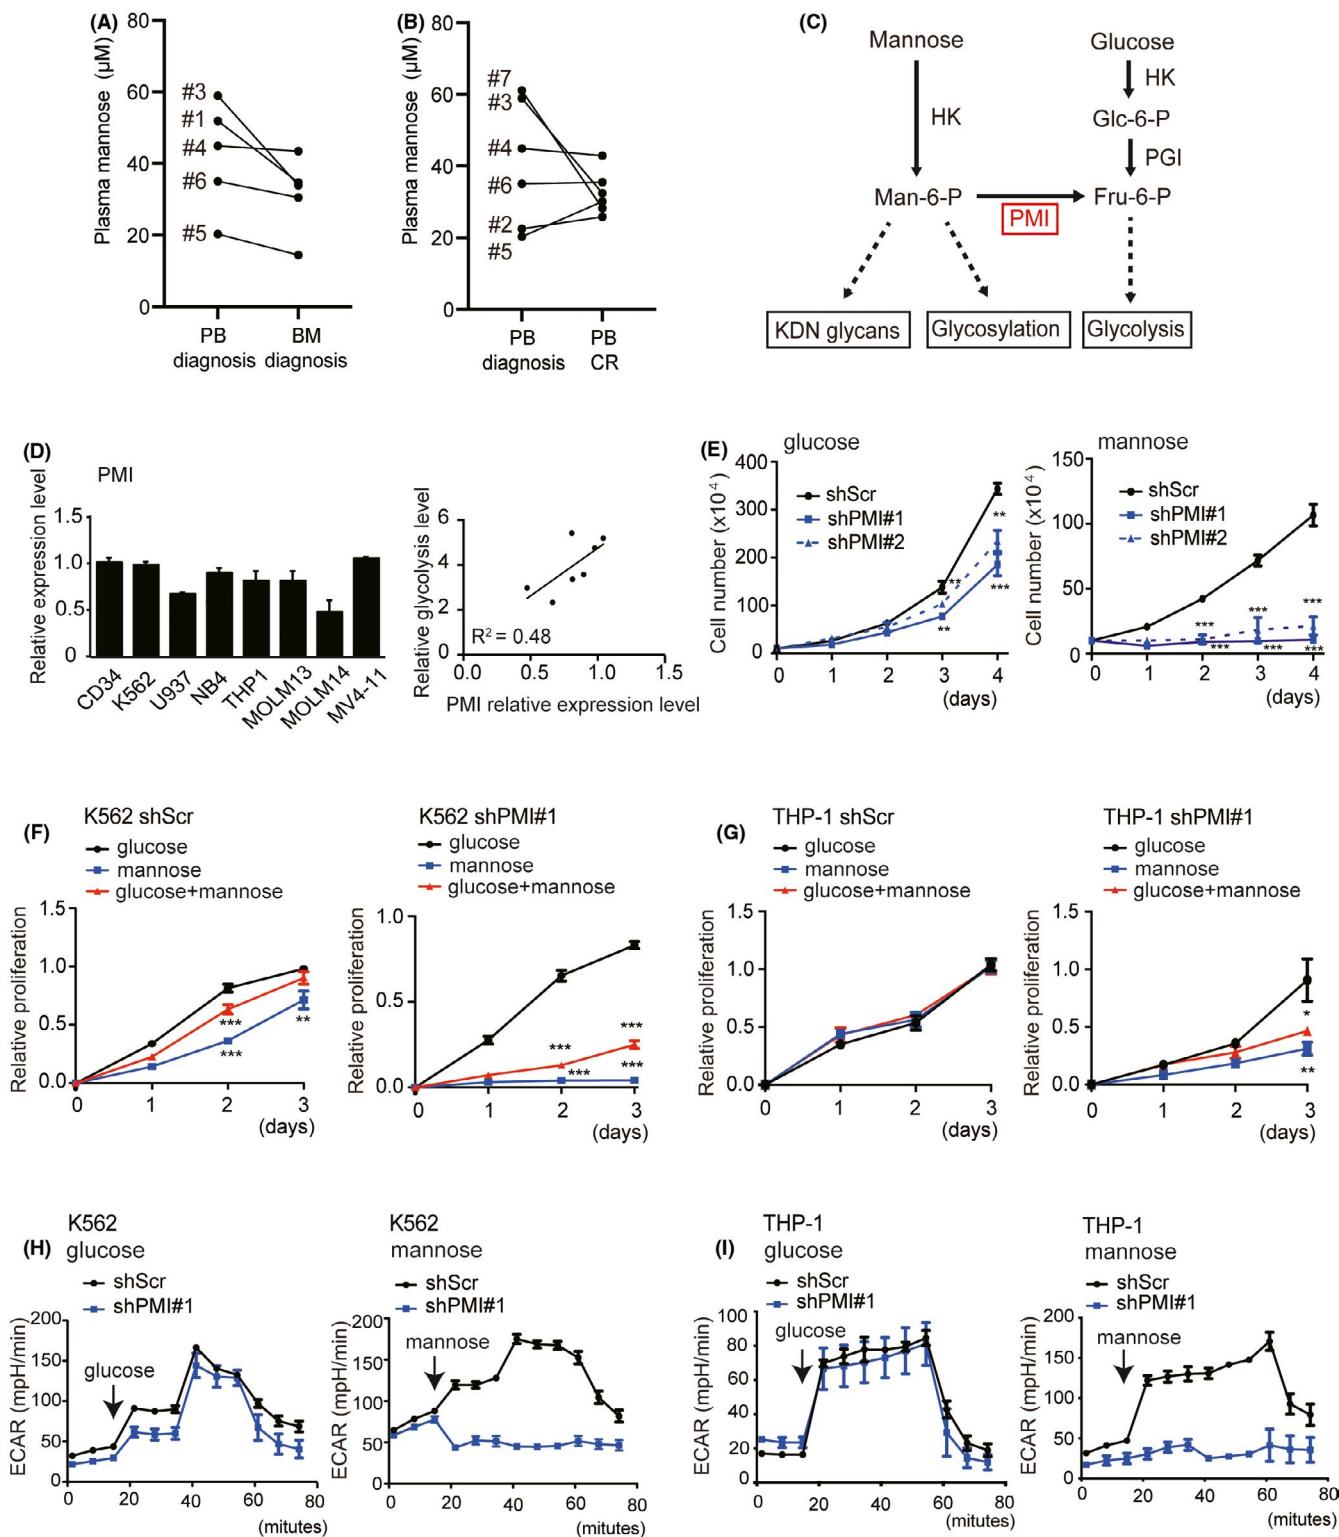 (A)
80
60
40
20
0
Plasma mannose (µM)
#3
#1
#4
#6
#5
PB
diagnosis
BM
diagnosis
(B)
80
60
40
20
0
Plasma mannose (µM)
#7
#3
#4
#6
#2
#5
PB
diagnosis
PB
CR
(C)
Mannose
Glucose
HK
HK
Glc-6-P
PGI
Man-6-P
Fru-6-P
PMI
KDN glycans
Glycosylation
Glycolysis
(D)
PMI
Relative expression level
1.5
1.0
0.5
0
CD34
K562
U937
NB4
THP1
MOLM13
MOLM14
MV4-11
Relative glycolysis level
6
4
2
0
R² = 0.48
0.5
1.0
1.5
PMI relative expression level
(E)
glucose
Cell number (x10⁴)
400
300
200
100
0
shScr
shPMI#1
shPMI#2
**
**
**
***
0 1 2 3 4
(days)
mannose
Cell number (x10⁴)
150
100
50
0
shScr
shPMI#1
shPMI#2
***
***
***
***
***
***
0 1 2 3 4
(days)
(F)
K562 shScr
glucose
mannose
glucose+mannose
Relative proliferation
1.5
1.0
0.5
0.0
***
***
**
0 1 2 3
(days)
K562 shPMI#1
glucose
mannose
glucose+mannose
Relative proliferation
1.0
0.5
0.0
***
***
***
***
0 1 2 3
(days)
(G)
THP-1 shScr
glucose
mannose
glucose+mannose
Relative proliferation
1.5
1.0
0.5
0.0
0 1 2 3
(days)
THP-1 shPMI#1
glucose
mannose
glucose+mannose
Relative proliferation
1.5
1.0
0.5
0.0
*
**
0 1 2 3
(days)
(H)
K562
glucose
shScr
shPMI#1
ECAR (mpH/min)
200
150
100
50
0
glucose
0 20 40 60 80
(mitutes)
K562
mannose
shScr
shPMI#1
ECAR (mpH/min)
200
150
100
50
0
mannose
0 20 40 60 80
(mitutes)
(I)
THP-1
glucose
shScr
shPMI#1
ECAR (mpH/min)
100
80
60
40
20
0
glucose
0 20 40 60 80
(mitutes)
THP-1
mannose
shScr
shPMI#1
ECAR (mpH/min)
200
150
100
50
0
mannose
0 20 40 60 80
(mitutes)